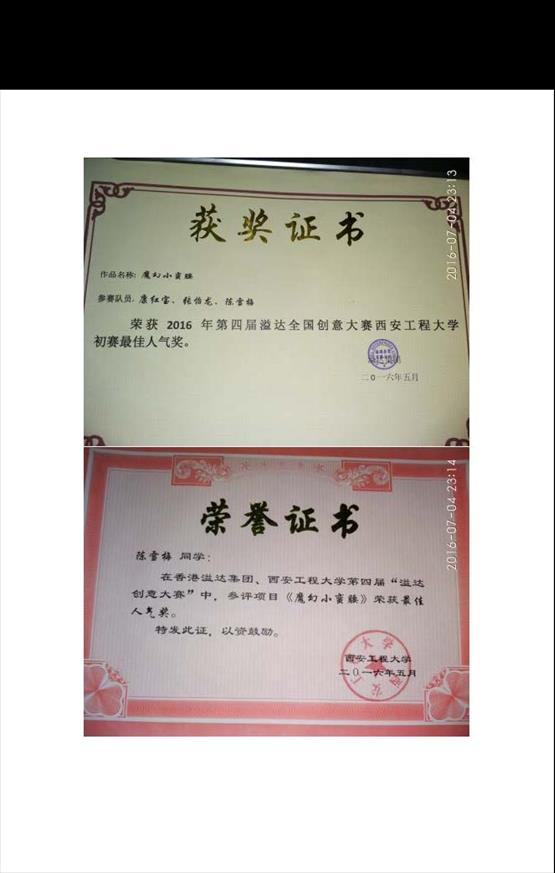 获奖证书
2016-07-04 23:13
作品名称: 魔幻小蛮腰
参赛队员: 康红宝、张怡龙、陈雪梅
荣获 2016 年第四届溢达全国创意大赛西安工程大学
初赛最佳人气奖。
二〇一六年五月
荣誉证书
2016-07-04 23:14
陈雪梅 同学:
在香港溢达集团、西安工程大学第四届“溢达
创意大赛”中, 参评项目《魔幻小蛮腰》荣获最佳
人气奖。
特发此证, 以资鼓励。
西安工程大学
二〇一六年五月